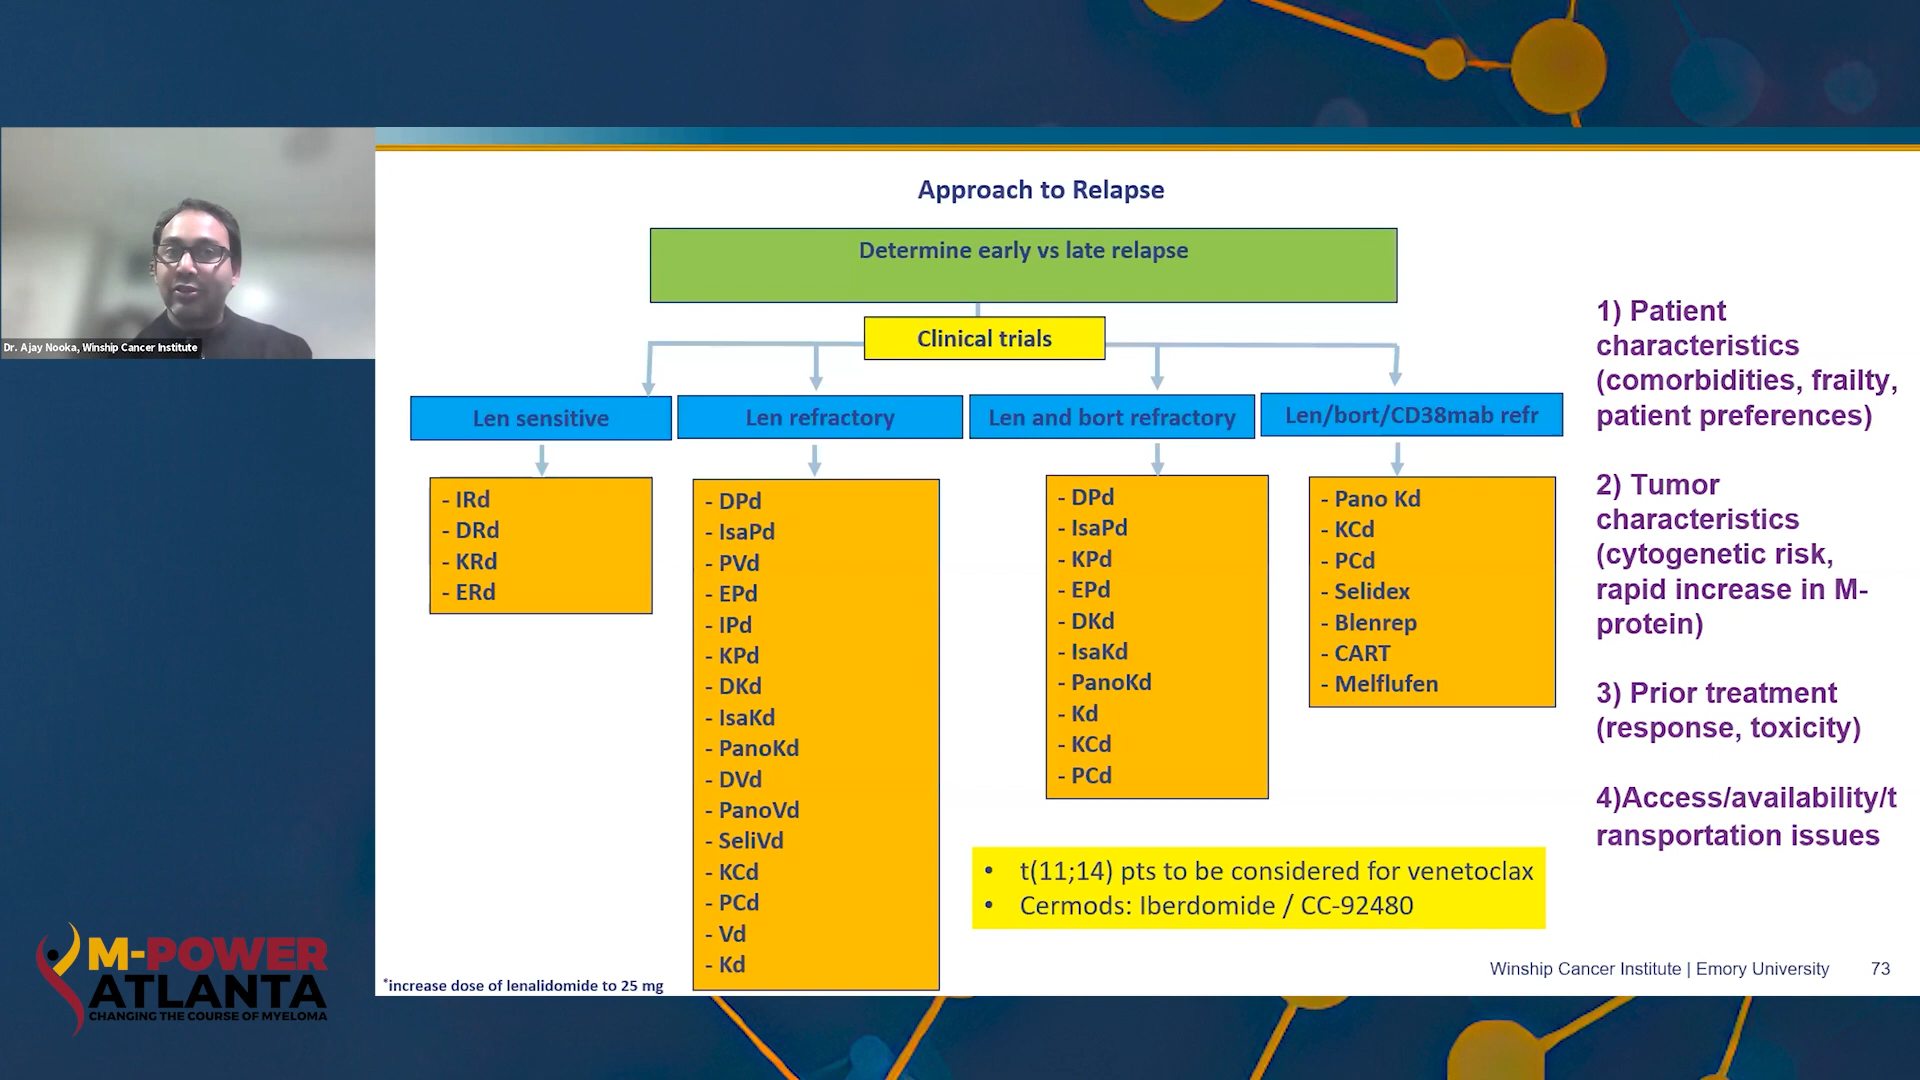 Approach to Relapse
Determine early vs late relapse
Clinical trials
Len sensitive
Len refractory
Len and bort refractory
Len/bort/CD38mab refr
- IRd
- DRd
- KRd
- ERd
- DPd
- IsaPd
- PVd
- EPd
- IPd
- KPd
- DKd
- IsaKd
- PanoKd
- DVd
- PanoVd
- SeliVd
- KCd
- PCd
- Vd
- Kd
- DPd
- IsaPd
- KPd
- EPd
- DKd
- IsaKd
- PanoKd
- Kd
- KCd
- PCd
- Pano Kd
- KCd
- PCd
- Selidex
- Blenrep
- CART
- Melflufen
1) Patient
characteristics
(comorbidities, frailty,
patient preferences)
2) Tumor
characteristics
(cytogenetic risk,
rapid increase in M-
protein)
3) Prior treatment
(response, toxicity)
4)Access/availability/t
ransportation issues
• t(11;14) pts to be considered for venetoclax
• Cermods: Iberdomide / CC-92480
*increase dose of lenalidomide to 25 mg
Winship Cancer Institute | Emory University 73
Dr. Ajay Nooka, Winship Cancer Institute
M-POWER
ATLANTA
CHANGING THE COURSE OF MYELOMA